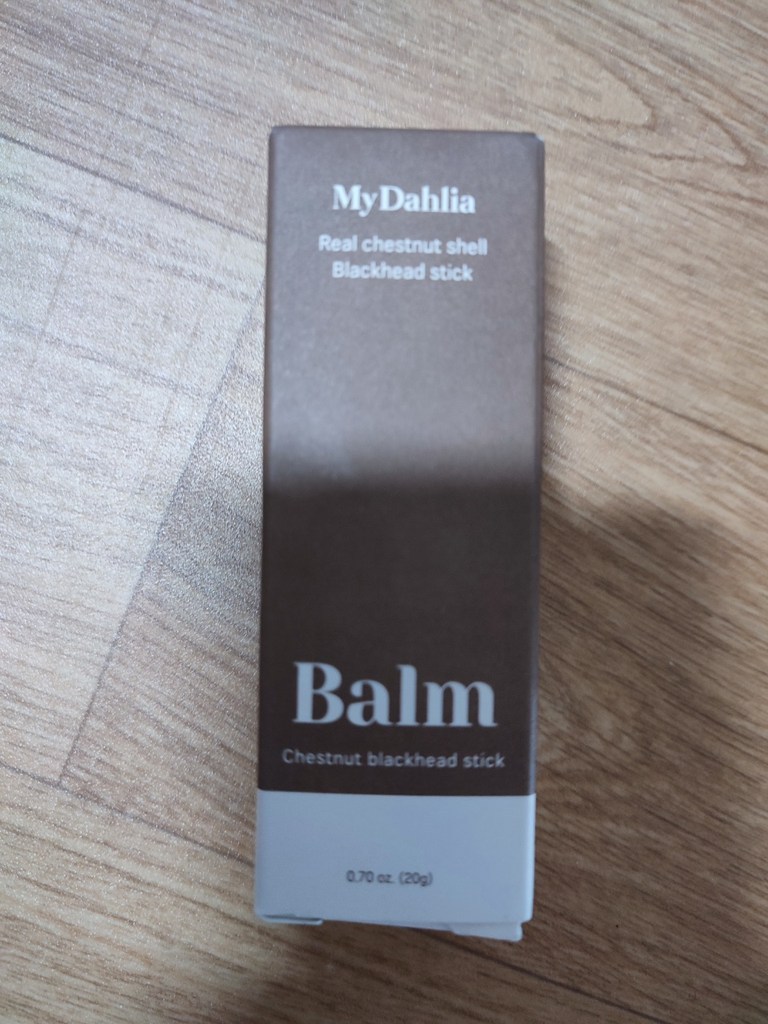 MyDahlia
Real chestnut shell
Blackhead stick
Balm
Chestnut blackhead stick
0.70 oz. (20g)